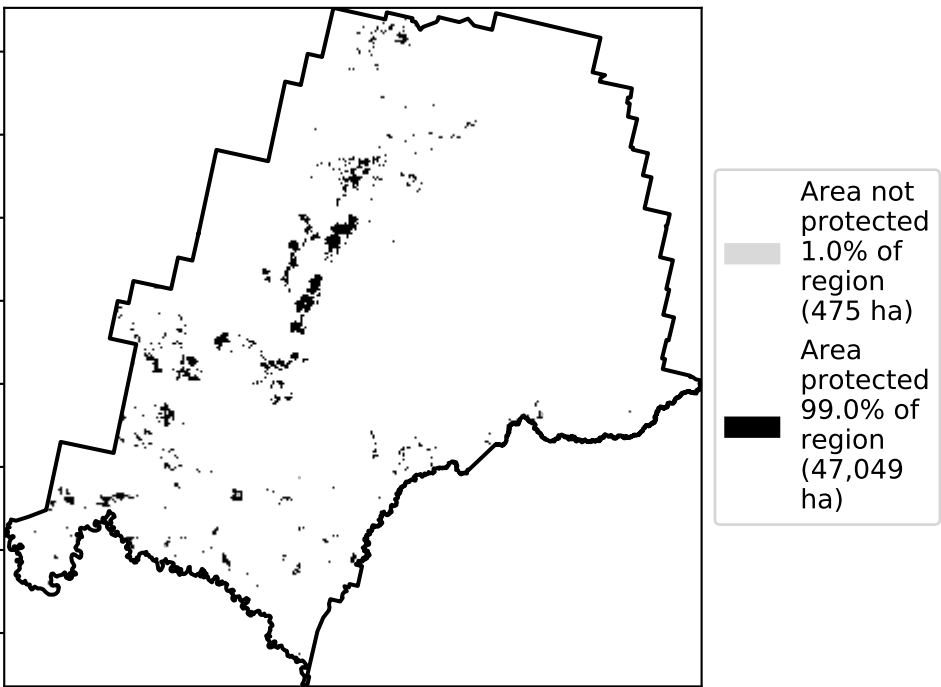 Area not
protected
1.0% of
region
(475 ha)
Area
protected
99.0% of
region
(47,049
ha)